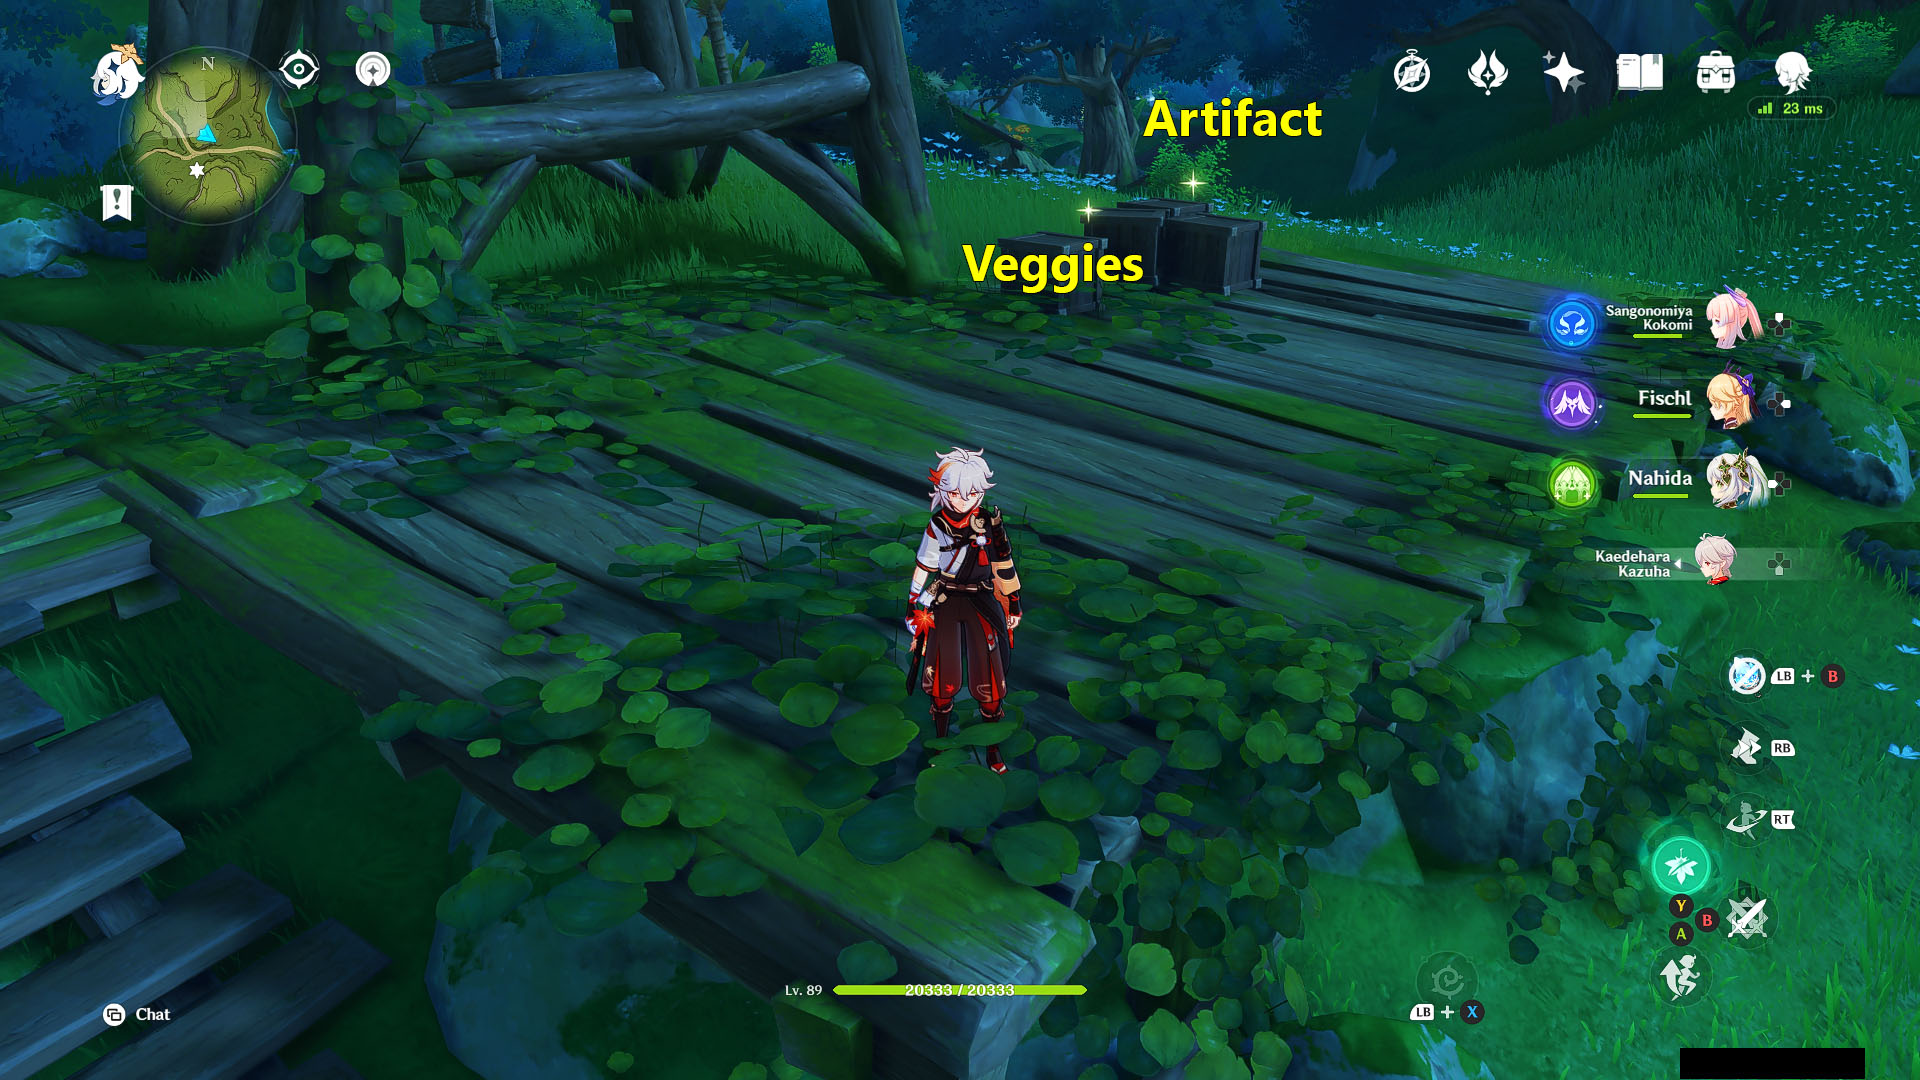 N
23 ms
Artifact
Veggies
Sangonomiya
Kokomi
Fischl
Nahida
Kaedehara
Kazuha
LB + B
RB
RT
Y
B
A
LB + X
Lv. 89
20333 / 20333
Chat